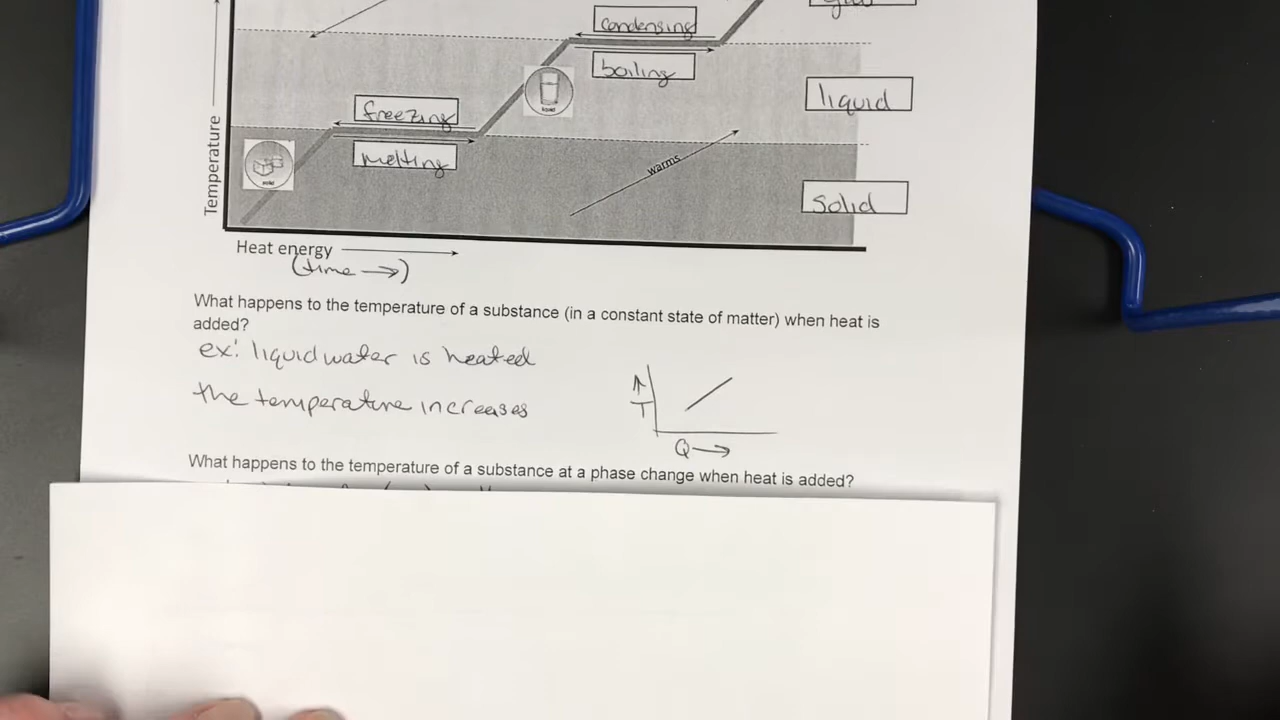 condensing
boiling
liquid
liquid
freezing
melting
warms
solid
solid
Temperature
Heat energy
(time →)
What happens to the temperature of a substance (in a constant state of matter) when heat is
added?
ex: liquid water is heated
the temperature increases
T
Q
What happens to the temperature of a substance at a phase change when heat is added?